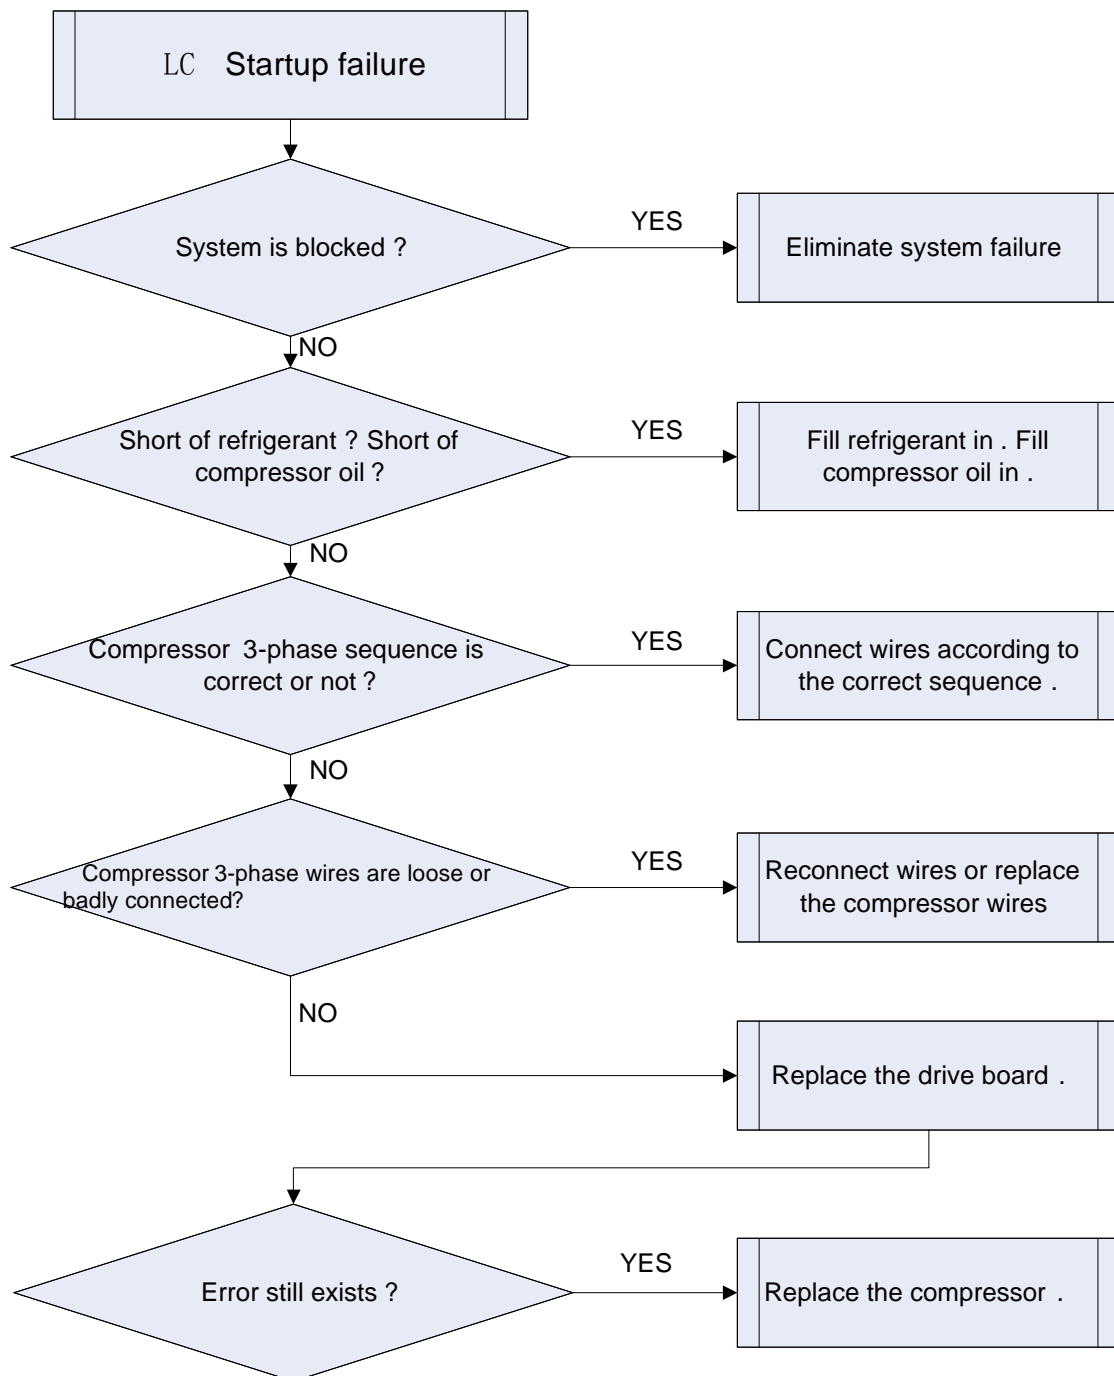 LC Startup failure
System is blocked ?
YES
Eliminate system failure
NO
Short of refrigerant ? Short of
compressor oil ?
YES
Fill refrigerant in . Fill
compressor oil in .
NO
Compressor 3-phase sequence is
correct or not ?
YES
Connect wires according to
the correct sequence .
NO
Compressor 3-phase wires are loose or
badly connected?
YES
Reconnect wires or replace
the compressor wires
NO
Replace the drive board .
Error still exists ?
YES
Replace the compressor .